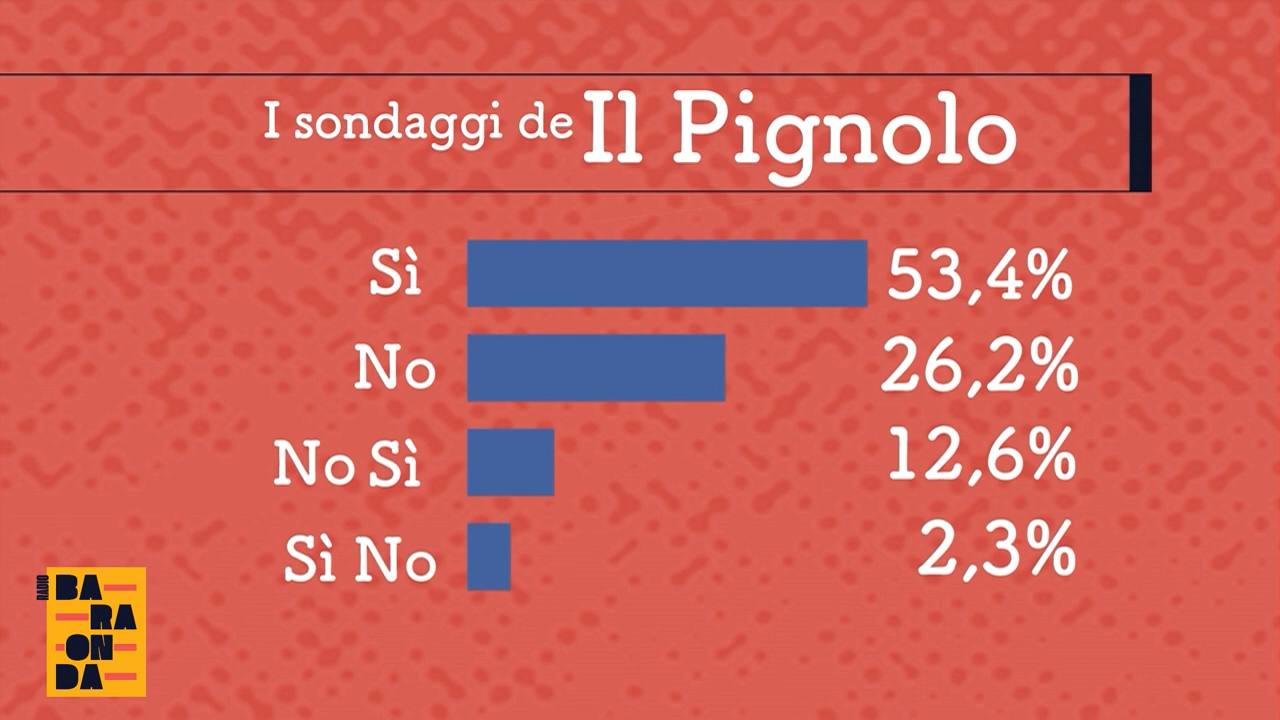 I sondaggi de Il Pignolo
Sì 53,4%
No 26,2%
No Sì 12,6%
Sì No 2,3%
RADIO
BA
RA
ON
DA